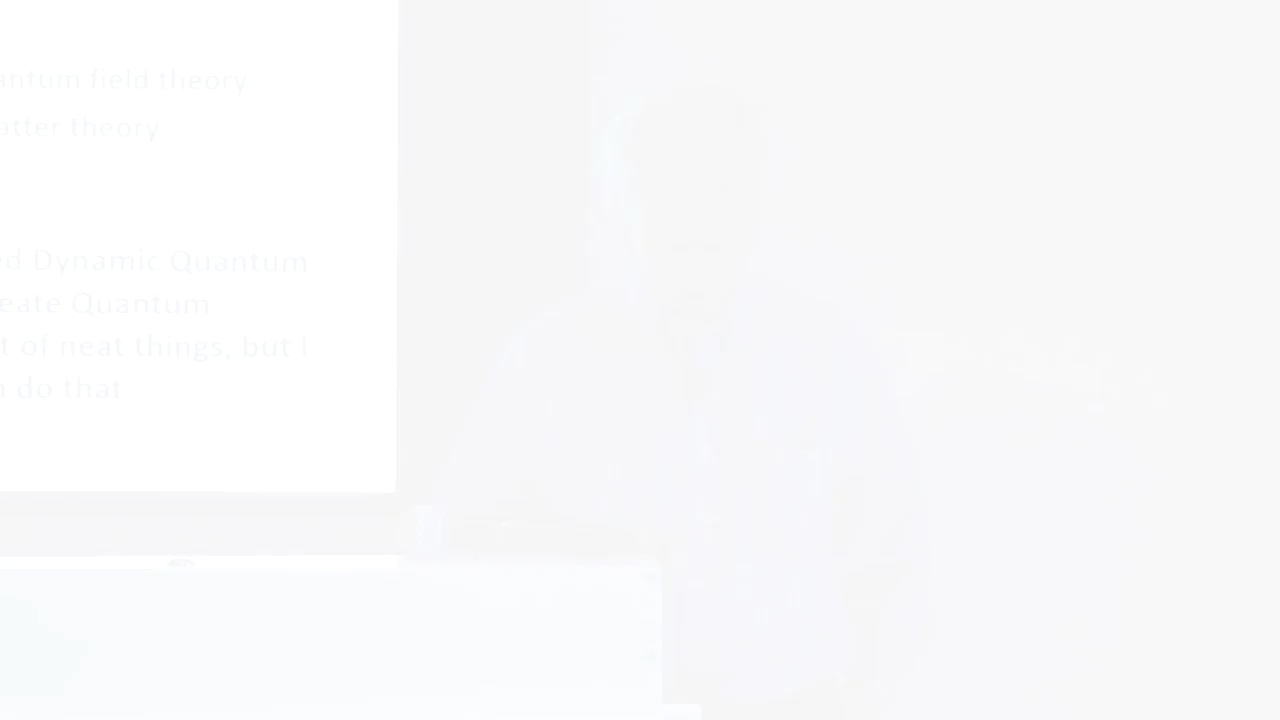 antum field theory
atter theory
ed Dynamic Quantum
eate Quantum
t of neat things, but I
do that